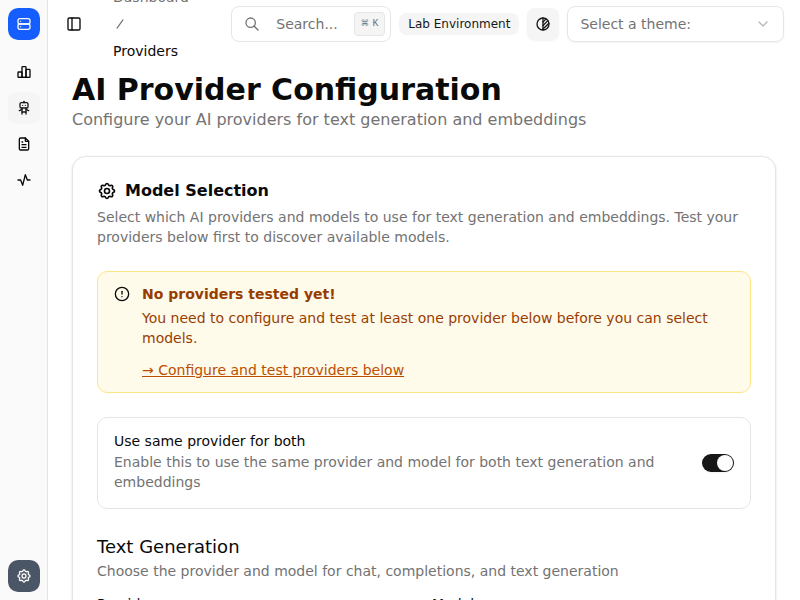 Dashboard
/
Providers
Search...
⌘ K
Lab Environment
Select a theme:
AI Provider Configuration
Configure your AI providers for text generation and embeddings
Model Selection
Select which AI providers and models to use for text generation and embeddings. Test your
providers below first to discover available models.
No providers tested yet!
You need to configure and test at least one provider below before you can select
models.
→ Configure and test providers below
Use same provider for both
Enable this to use the same provider and model for both text generation and
embeddings
Text Generation
Choose the provider and model for chat, completions, and text generation